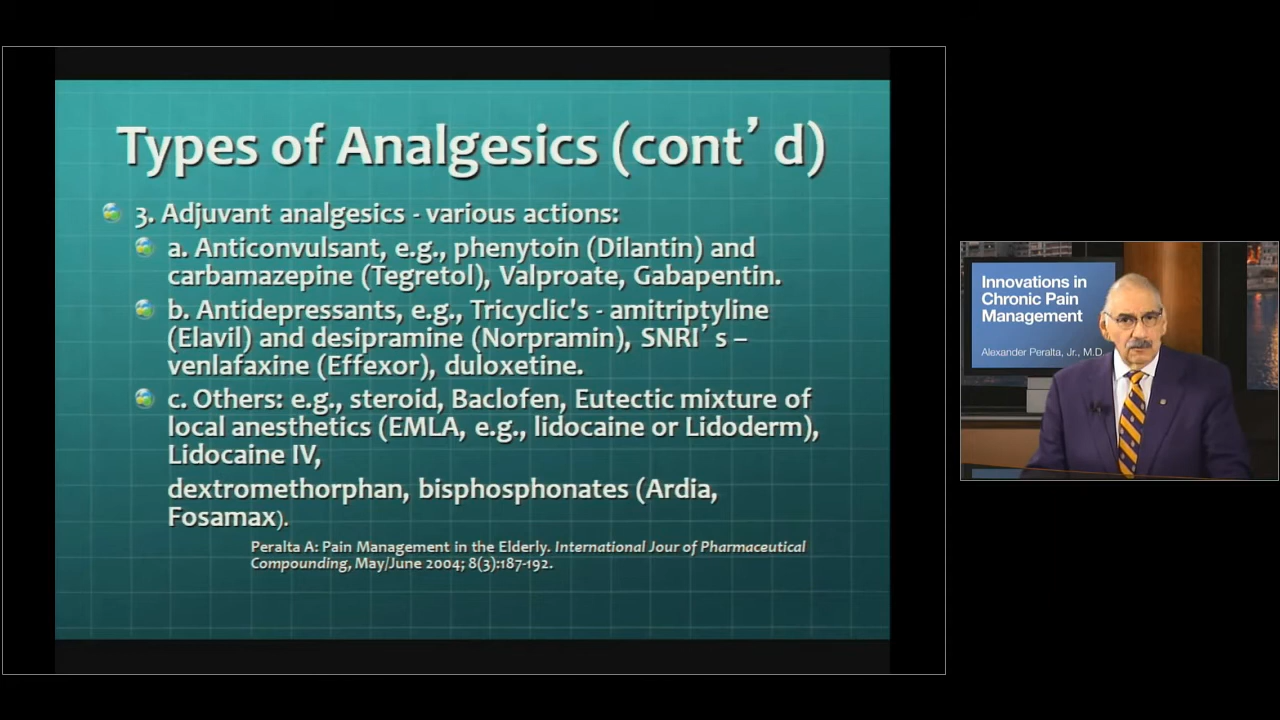 Types of Analgesics (cont’d)
3. Adjuvant analgesics - various actions:
a. Anticonvulsant, e.g., phenytoin (Dilantin) and
carbamazepine (Tegretol), Valproate, Gabapentin.
b. Antidepressants, e.g., Tricyclic's - amitriptyline
(Elavil) and desipramine (Norpramin), SNRI’s –
venlafaxine (Effexor), duloxetine.
c. Others: e.g., steroid, Baclofen, Eutectic mixture of
local anesthetics (EMLA, e.g., lidocaine or Lidoderm),
Lidocaine IV,
dextromethorphan, bisphosphonates (Ardia,
Fosamax).
Peralta A: Pain Management in the Elderly. International Jour of Pharmaceutical
Compounding, May/June 2004; 8(3):187-192.
Innovations in
Chronic Pain
Management
Alexander Peralta, Jr., M.D